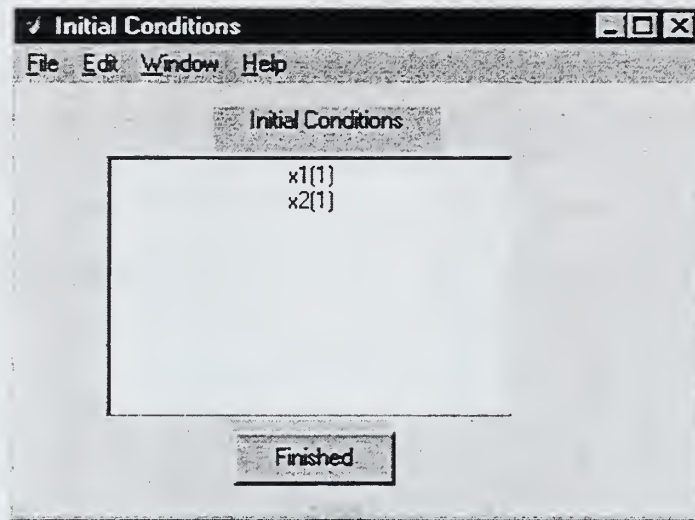 Initial Conditions
File Edit Window Help
Initial Conditions
x1(1)
x2(1)
Finished